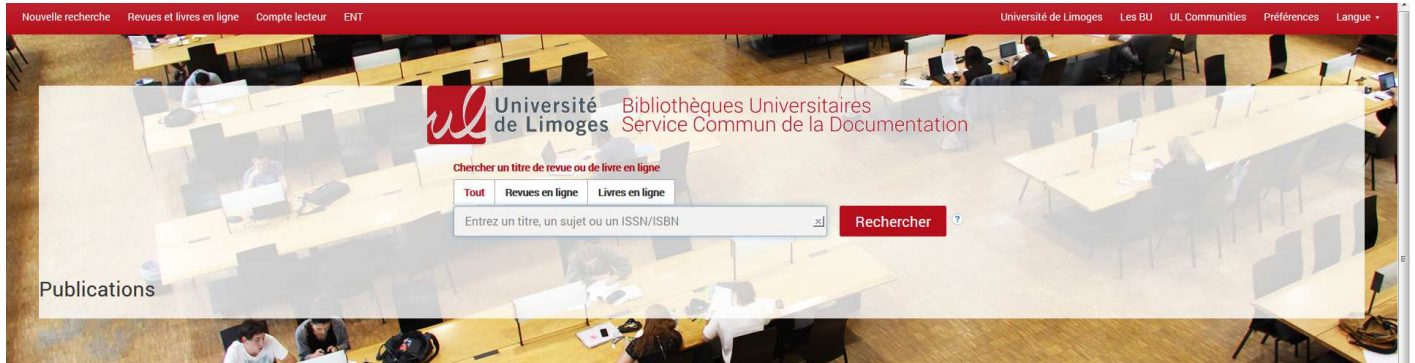 Nouvelle recherche Revues et livres en ligne Compte lecteur ENT Université de Limoges Les BU UL Communities Préférences Langue
ul Université Bibliothèques Universitaires
de Limoges Service Commun de la Documentation
Chercher un titre de revue ou de livre en ligne
Tout Revues en ligne Livres en ligne
Entrez un titre, un sujet ou un ISSN/ISBN x Rechercher ?
Publications